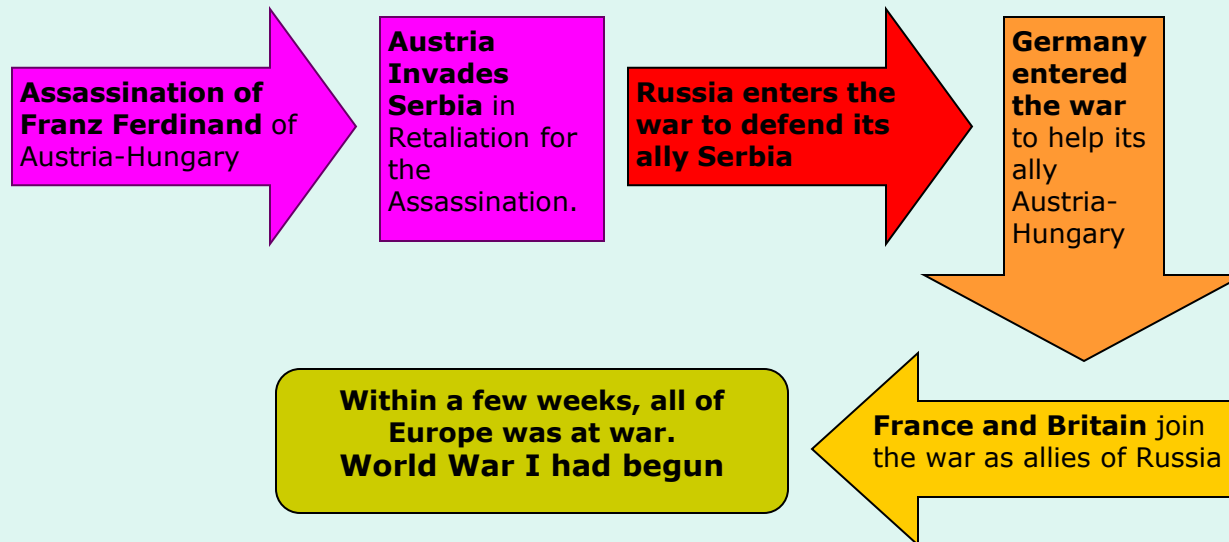 Assassination of
Franz Ferdinand of
Austria-Hungary
Austria
Invades
Serbia in
Retaliation for
the
Assassination.
Russia enters the
war to defend its
ally Serbia
Germany
entered
the war
to help its
ally
Austria-
Hungary
France and Britain join
the war as allies of Russia
Within a few weeks, all of
Europe was at war.
World War I had begun